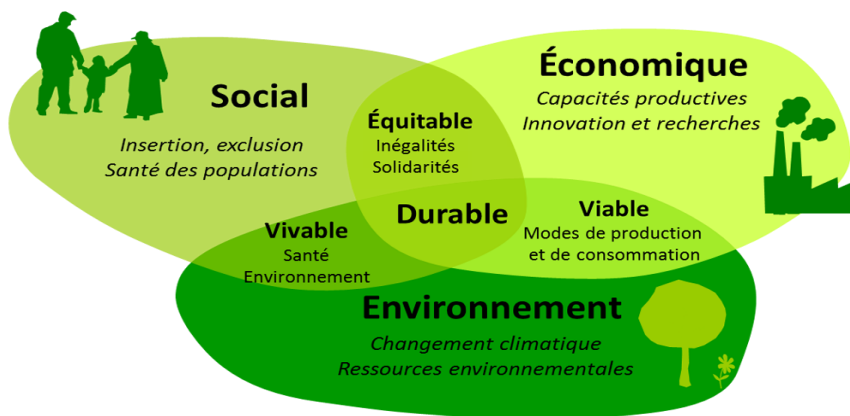 Social
Insertion, exclusion
Santé des populations
Économique
Capacités productives
Innovation et recherches
Équitable
Inégalités
Solidarités
Durable
Vivable
Santé
Environnement
Viable
Modes de production
et de consommation
Environnement
Changement climatique
Ressources environnementales